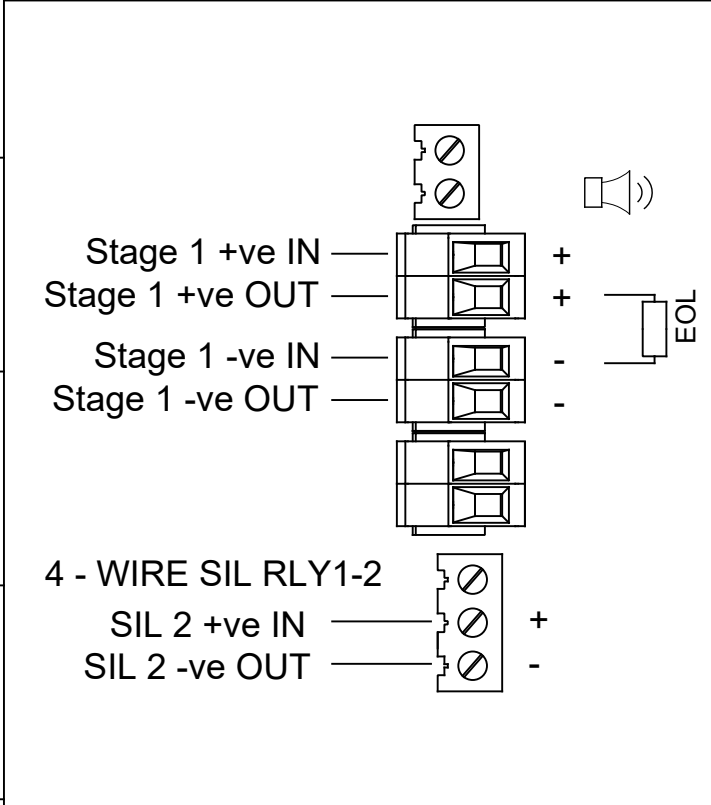 Stage 1 +ve IN +
Stage 1 +ve OUT +
EOL
Stage 1 -ve IN -
Stage 1 -ve OUT -
4 - WIRE SIL RLY1-2
SIL 2 +ve IN +
SIL 2 -ve OUT -